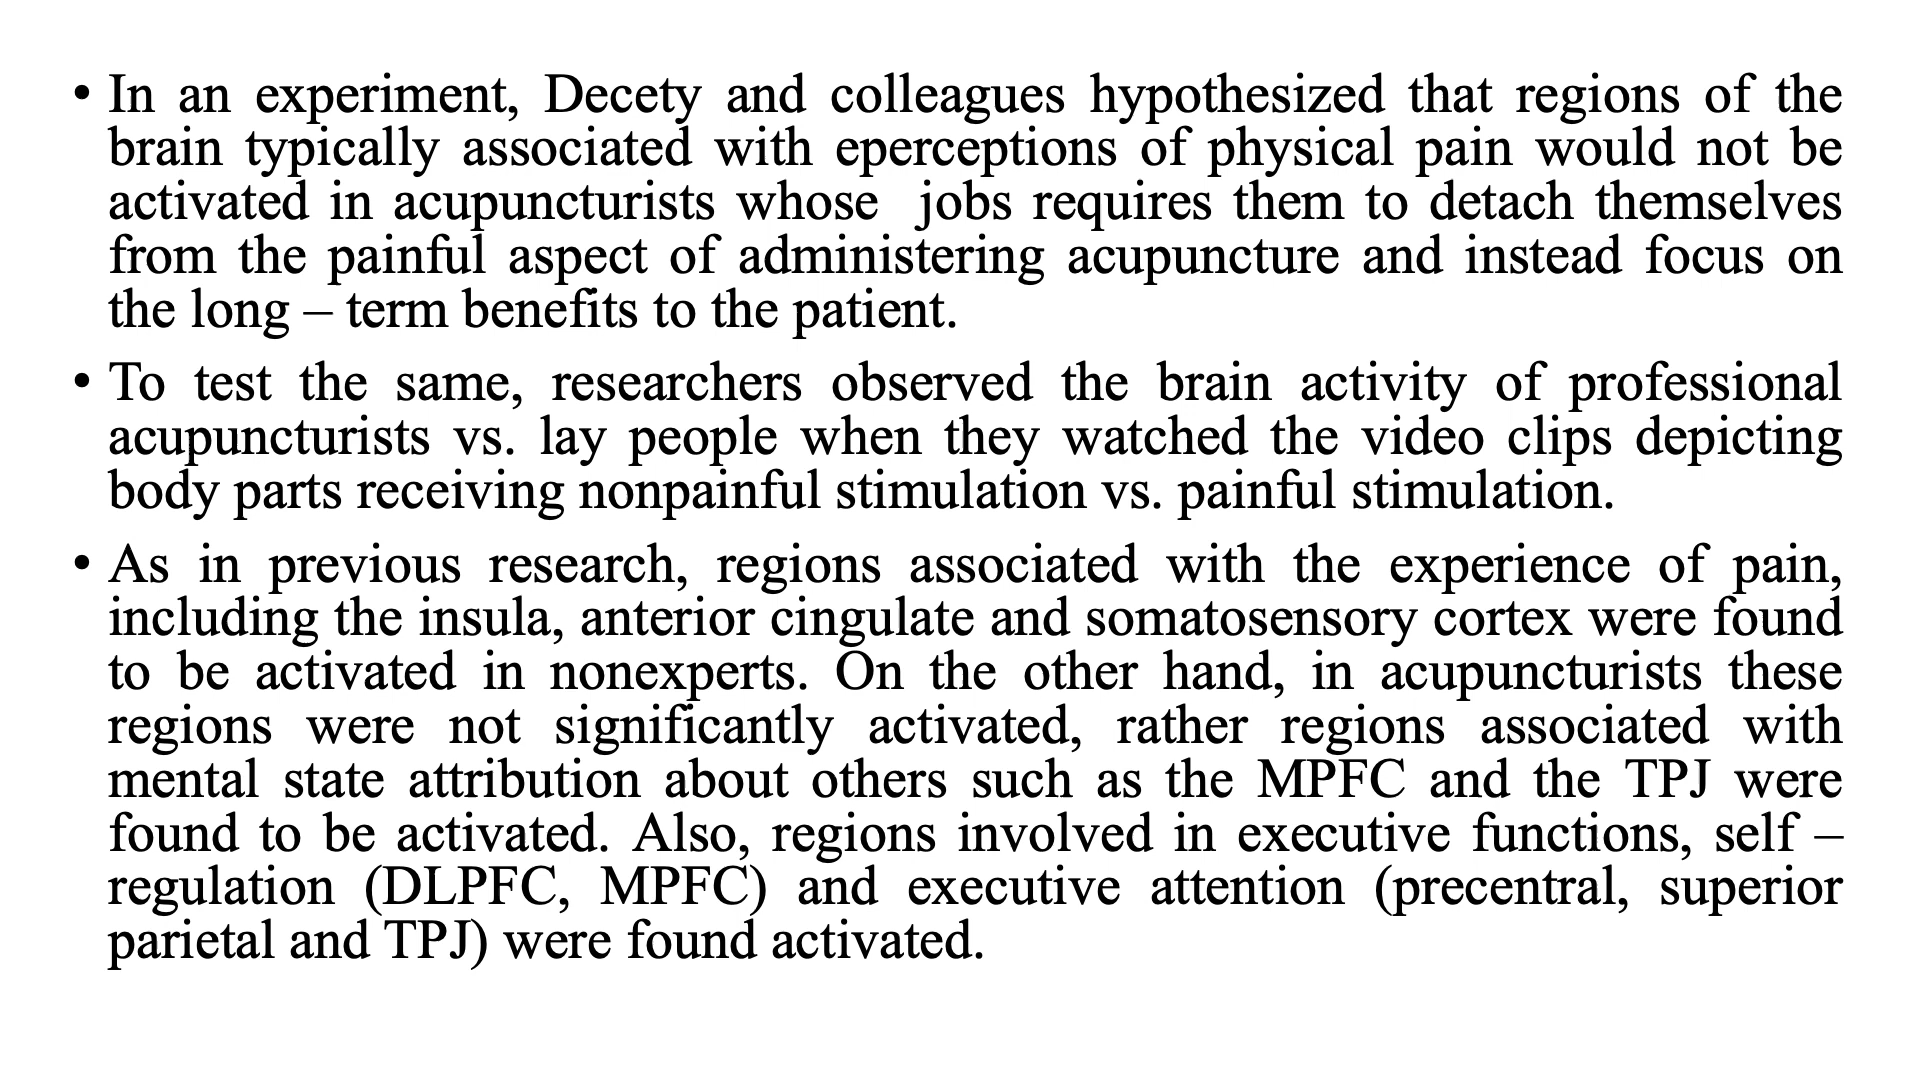 • In an experiment, Decety and colleagues hypothesized that regions of the
brain typically associated with eperceptions of physical pain would not be
activated in acupuncturists whose  jobs requires them to detach themselves
from the painful aspect of administering acupuncture and instead focus on
the long – term benefits to the patient.
• To test the same, researchers observed the brain activity of professional
acupuncturists vs. lay people when they watched the video clips depicting
body parts receiving nonpainful stimulation vs. painful stimulation.
• As in previous research, regions associated with the experience of pain,
including the insula, anterior cingulate and somatosensory cortex were found
to be activated in nonexperts. On the other hand, in acupuncturists these
regions were not significantly activated, rather regions associated with
mental state attribution about others such as the MPFC and the TPJ were
found to be activated. Also, regions involved in executive functions, self –
regulation (DLPFC, MPFC) and executive attention (precentral, superior
parietal and TPJ) were found activated.